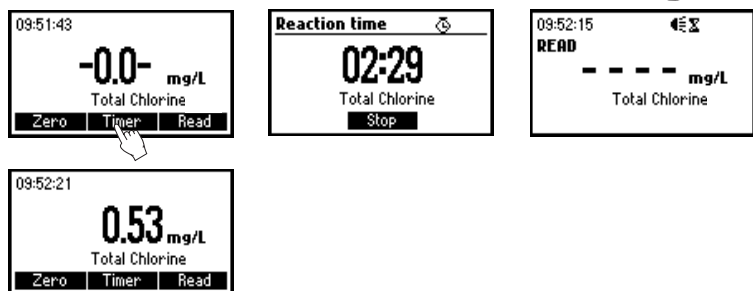 09:51:43
-0.0- mg/L
Total Chlorine
Zero Timer Read
Reaction time
02:29
Total Chlorine
Stop
09:52:15
READ
- - - - mg/L
Total Chlorine
09:52:21
0.53 mg/L
Total Chlorine
Zero Timer Read